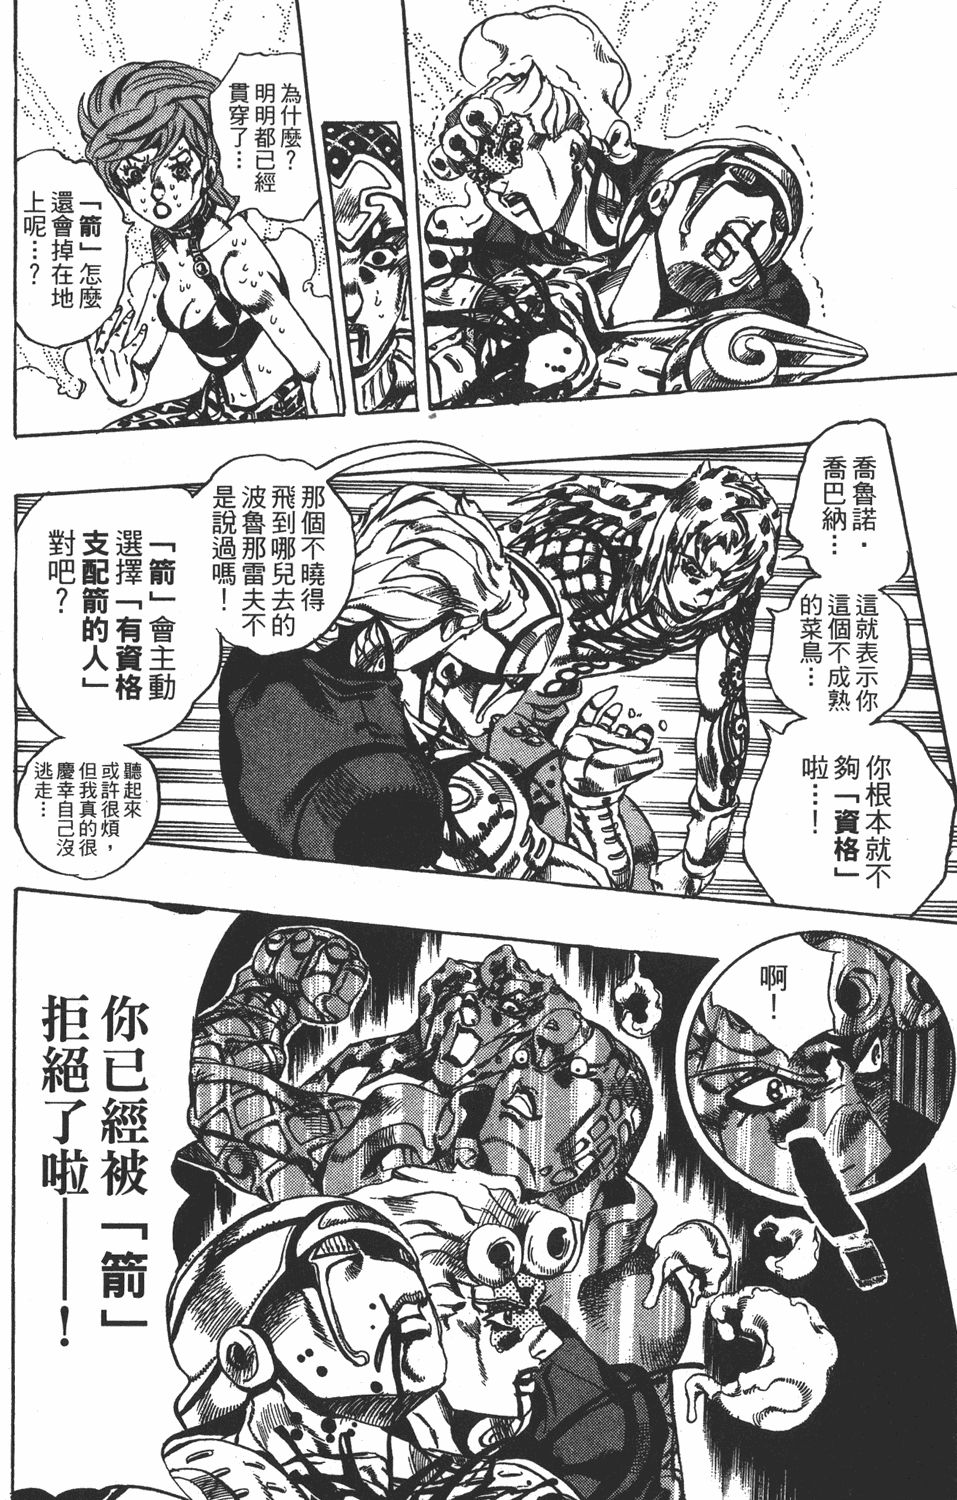 為什麼？
明明都已經
貫穿了…
「箭」怎麼
還會掉在地
上呢…？
喬魯諾．
喬巴納…
這就表示你
這個不成熟
的菜鳥…
你根本就不
夠「資格」
啦…！
那個不曉得
飛到哪兒去的
波魯那雷夫不
是說過嗎！
「箭」會主動
選擇「有資格
支配箭的人」
對吧？
聽起來
或許很煩，
但我真的很
慶幸自己沒
逃走…
啊！
你已經被「箭」
拒絕了啦——！